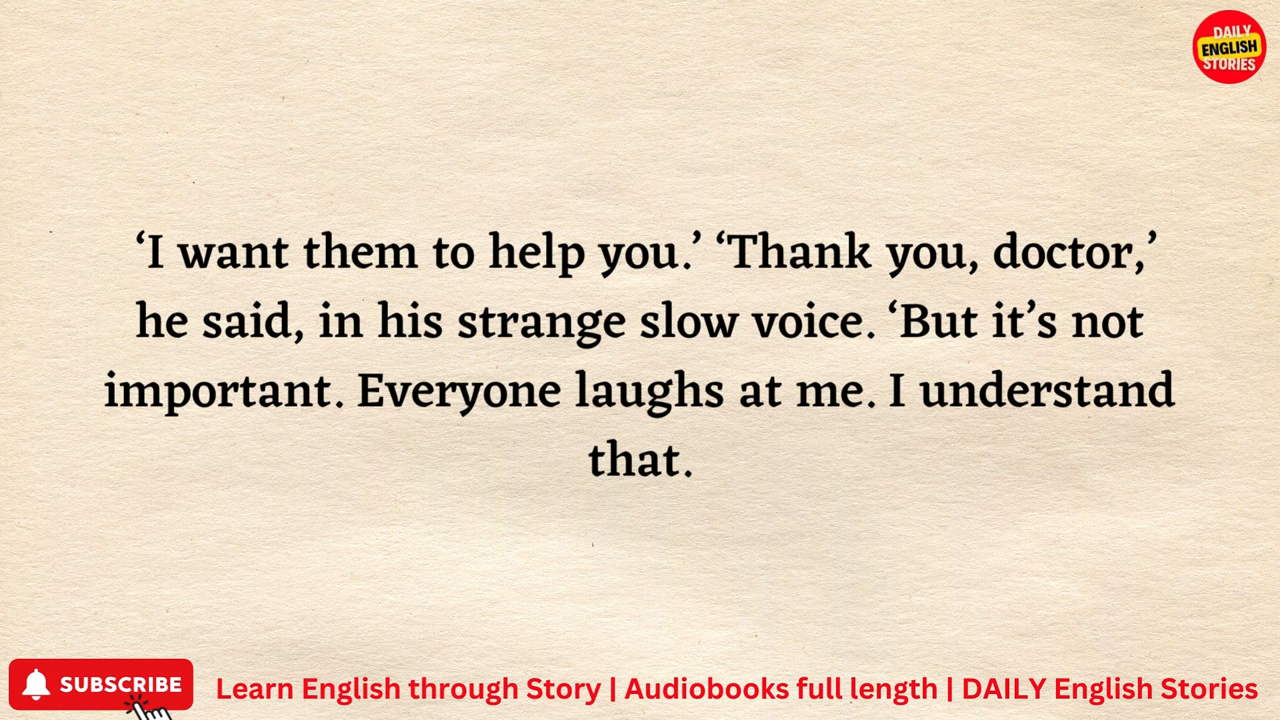 DAILY
ENGLISH
STORIES
‘I want them to help you.’ ‘Thank you, doctor,’
he said, in his strange slow voice. ‘But it’s not
important. Everyone laughs at me. I understand
that.
SUBSCRIBE
Learn English through Story | Audiobooks full length | DAILY English Stories